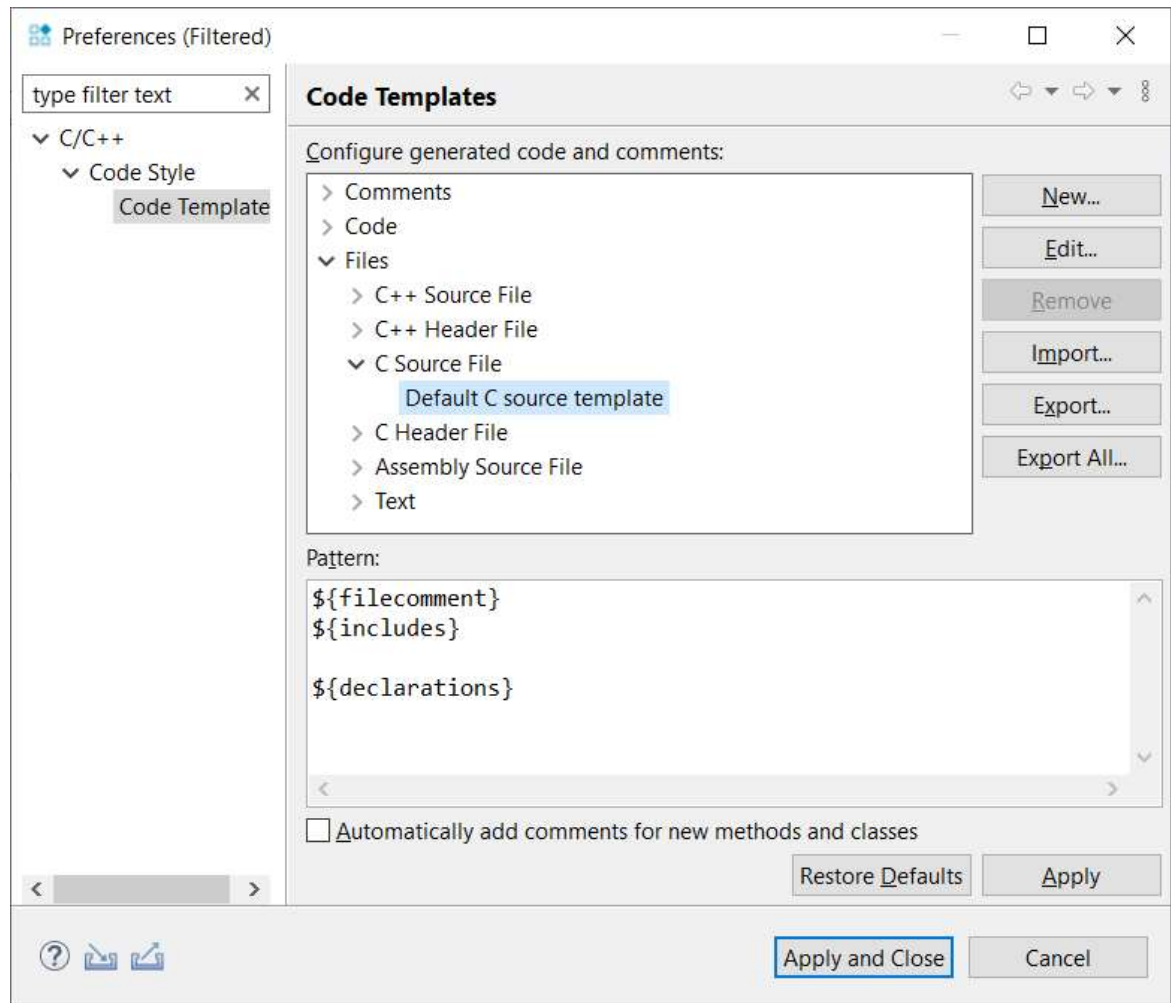 Preferences (Filtered)
type filter text
C/C++
Code Style
Code Template
Code Templates
Configure generated code and comments:
Comments
Code
Files
C++ Source File
C++ Header File
C Source File
Default C source template
C Header File
Assembly Source File
Text
New...
Edit...
Remove
Import...
Export...
Export All...
Pattern:
${filecomment}
${includes}
${declarations}
Automatically add comments for new methods and classes
Restore Defaults
Apply
Apply and Close
Cancel